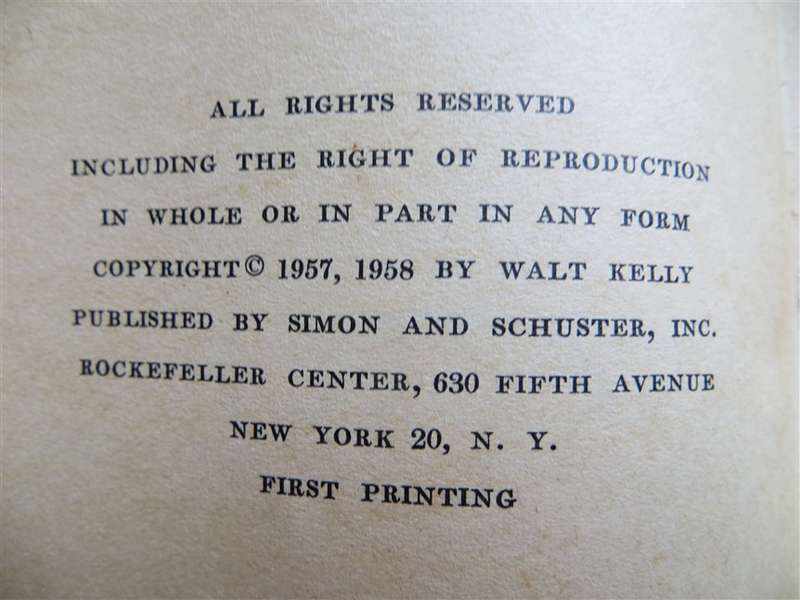 ALL RIGHTS RESERVED
INCLUDING THE RIGHT OF REPRODUCTION
IN WHOLE OR IN PART IN ANY FORM
COPYRIGHT © 1957, 1958 BY WALT KELLY
PUBLISHED BY SIMON AND SCHUSTER, INC.
ROCKEFELLER CENTER, 630 FIFTH AVENUE
NEW YORK 20, N. Y.
FIRST PRINTING